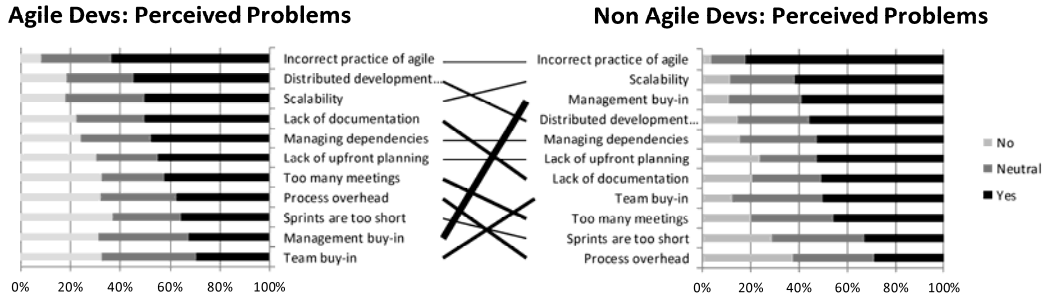 Agile Devs: Perceived Problems
Incorrect practice of agile
Distributed development...
Scalability
Lack of documentation
Managing dependencies
Lack of upfront planning
Too many meetings
Process overhead
Sprints are too short
Management buy-in
Team buy-in
0% 20% 40% 60% 80% 100%
Non Agile Devs: Perceived Problems
Incorrect practice of agile
Scalability
Management buy-in
Distributed development...
Managing dependencies
Lack of upfront planning
Lack of documentation
Team buy-in
Too many meetings
Sprints are too short
Process overhead
0% 20% 40% 60% 80% 100%
No
Neutral
Yes